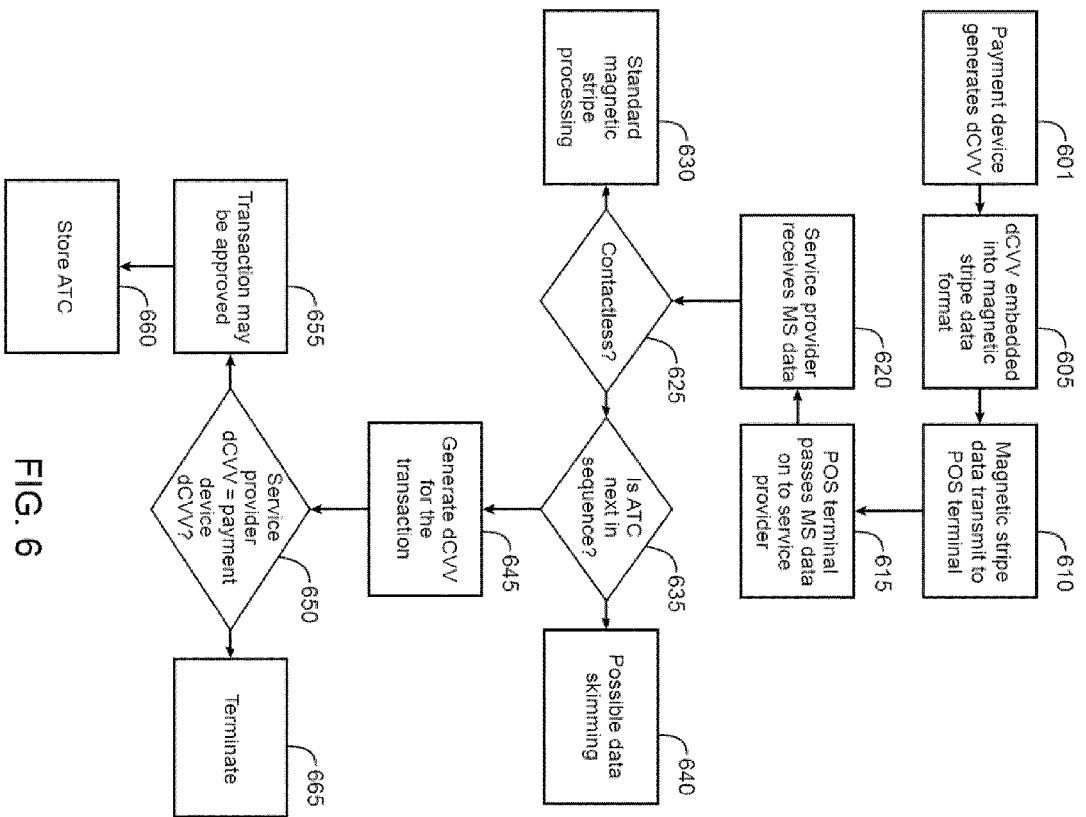 601
Payment device
generates dCVV
605
dCVV embedded
into magnetic
stripe data
format
610
Magnetic stripe
data transmit to
POS terminal
615
POS terminal
passes MS data
on to service
provider
620
Service provider
receives MS data
625
Contactless?
630
Standard
magnetic
stripe
processing
635
Is ATC
next in
sequence?
640
Possible data
skimming
645
Generate dCVV
for the
transaction
650
Service
provider
dCVV = payment
device
dCVV?
655
Transaction may
be approved
660
Store ATC
665
Terminate
FIG. 6